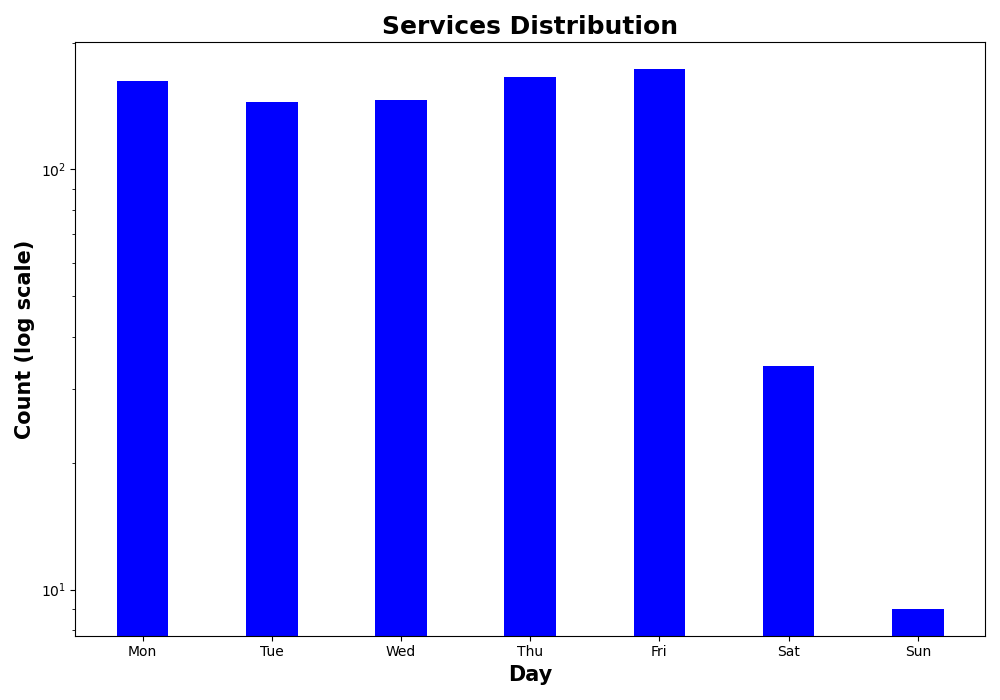 Services Distribution
Count (log scale)
10²
10¹
Mon Tue Wed Thu Fri Sat Sun
Day